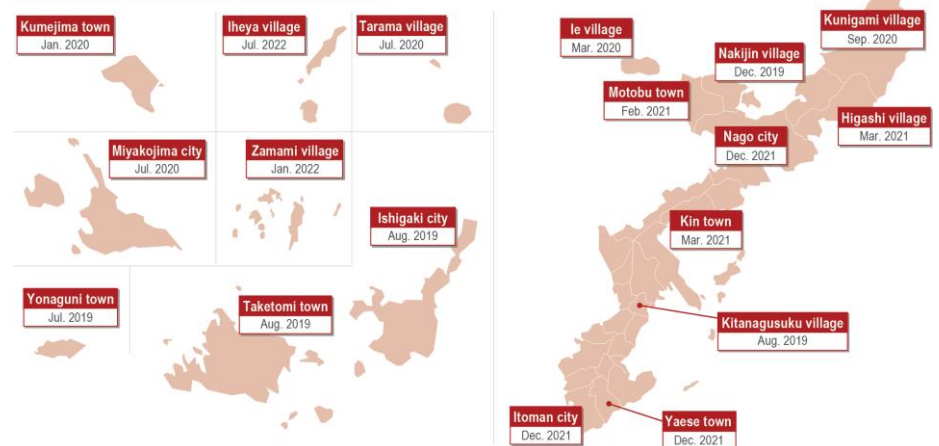 Kumejima town
Jan. 2020
Iheya village
Jul. 2022
Tarama village
Jul. 2020
Miyakojima city
Jul. 2020
Zamami village
Jan. 2022
Ishigaki city
Aug. 2019
Yonaguni town
Jul. 2019
Taketomi town
Aug. 2019
Ie village
Mar. 2020
Kunigami village
Sep. 2020
Nakijin village
Dec. 2019
Motobu town
Feb. 2021
Higashi village
Mar. 2021
Nago city
Dec. 2021
Kin town
Mar. 2021
Kitanagusuku village
Aug. 2019
Itoman city
Dec. 2021
Yaese town
Dec. 2021